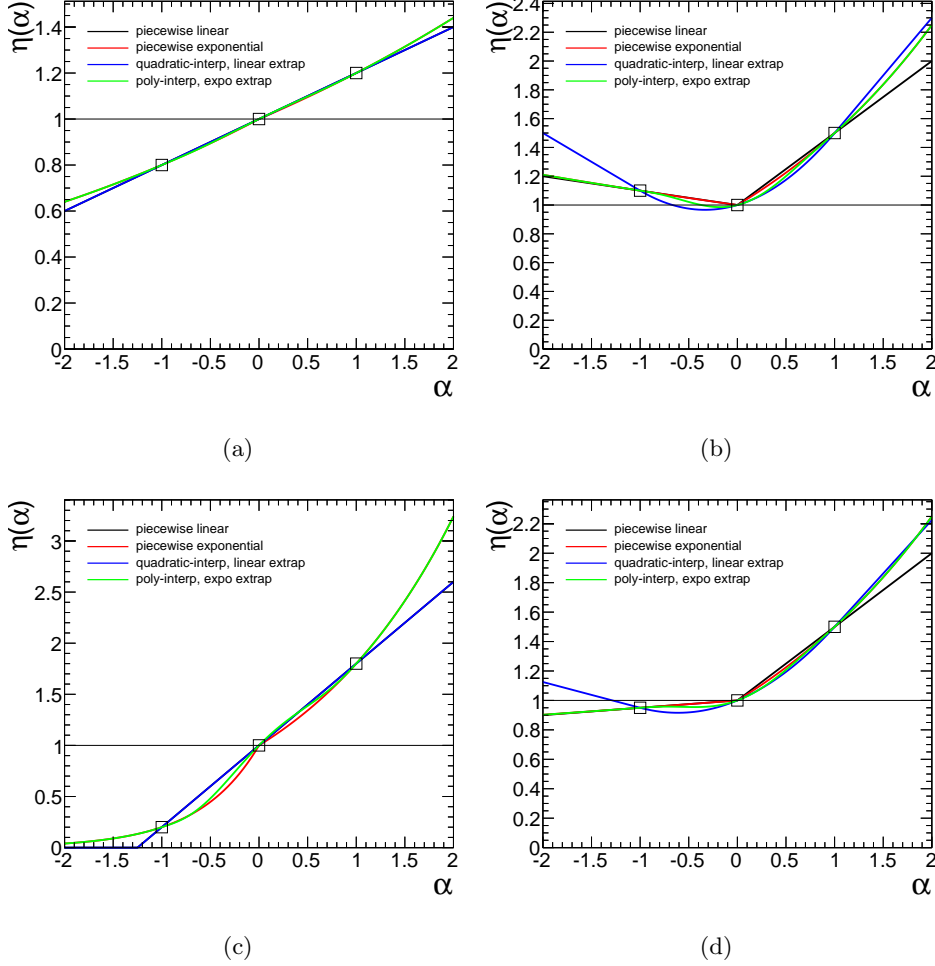 η(α)
1.4
1.2
1
0.8
0.6
0.4
0.2
0
piecewise linear
piecewise exponential
quadratic-interp, linear extrap
poly-interp, expo extrap
-2 -1.5 -1 -0.5 0 0.5 1 1.5 2
α
(a)
η(α)
2.4
2.2
2
1.8
1.6
1.4
1.2
1
0.8
0.6
0.4
0.2
0
piecewise linear
piecewise exponential
quadratic-interp, linear extrap
poly-interp, expo extrap
-2 -1.5 -1 -0.5 0 0.5 1 1.5 2
α
(b)
η(α)
3
2.5
2
1.5
1
0.5
0
piecewise linear
piecewise exponential
quadratic-interp, linear extrap
poly-interp, expo extrap
-2 -1.5 -1 -0.5 0 0.5 1 1.5 2
α
(c)
η(α)
2.2
2
1.8
1.6
1.4
1.2
1
0.8
0.6
0.4
0.2
0
piecewise linear
piecewise exponential
quadratic-interp, linear extrap
poly-interp, expo extrap
-2 -1.5 -1 -0.5 0 0.5 1 1.5 2
α
(d)